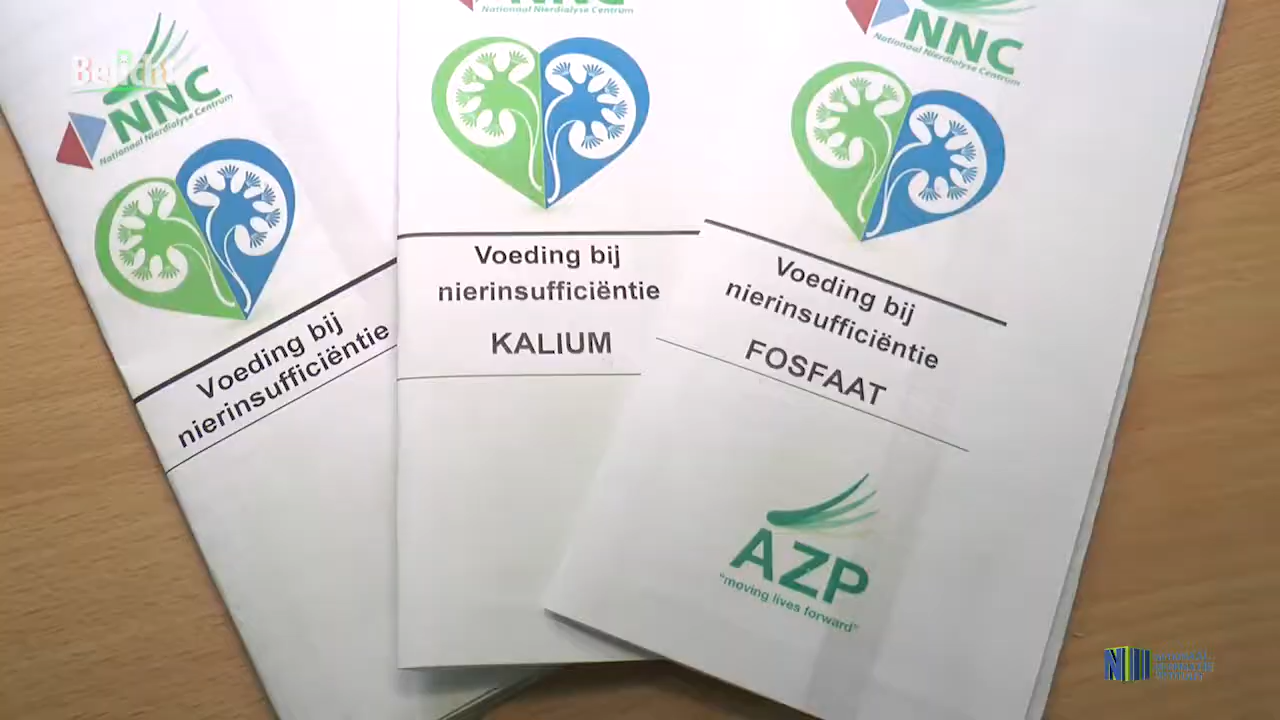 Belicht
NNC
Nationaal Nierdialyse Centrum
Voeding bij
nierinsufficiëntie
Nationaal Nierdialyse Centrum
Voeding bij
nierinsufficiëntie
KALIUM
NNC
Nationaal Nierdialyse Centrum
Voeding bij
nierinsufficiëntie
FOSFAAT
AZP
"moving lives forward"
N